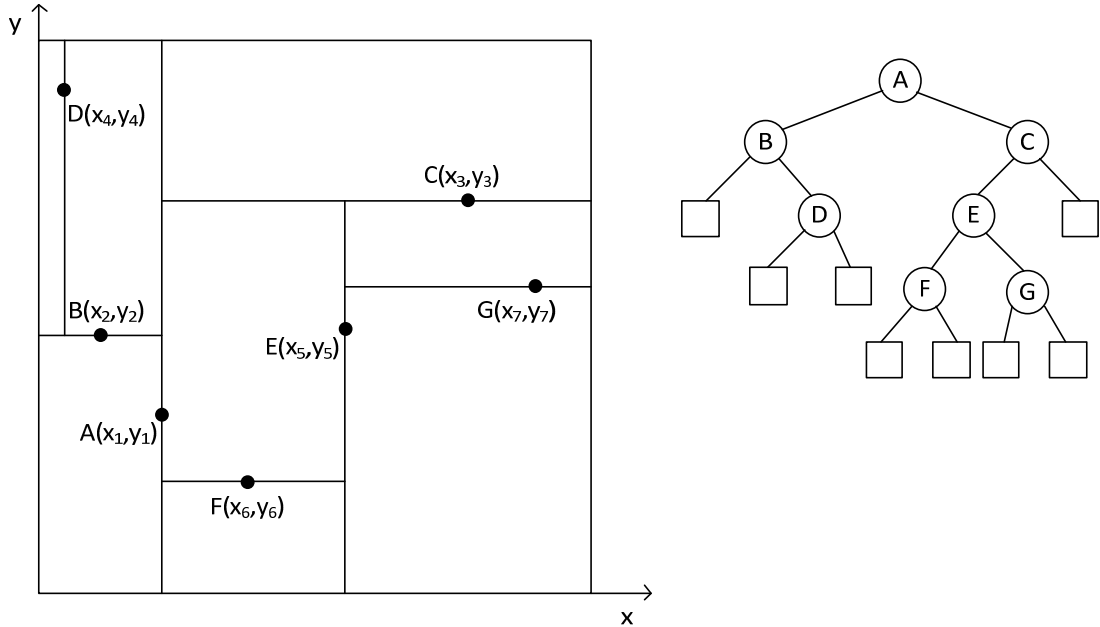 y
D(x₄,y₄)
C(x₃,y₃)
B(x₂,y₂)
G(x₇,y₇)
E(x₅,y₅)
A(x₁,y₁)
F(x₆,y₆)
x
A
B
C
D
E
F
G